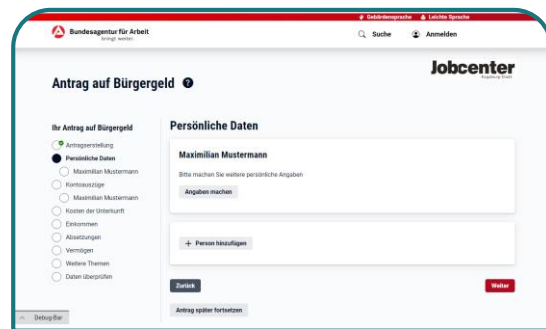 Gebärdensprache Leichte Sprache
Bundesagentur für Arbeit
bringt weiter.
Suche Anmelden
Jobcenter
Antrag auf Bürgergeld ?
Ihr Antrag auf Bürgergeld
Antragserstellung
Persönliche Daten
Maximilian Mustermann
Kontoauszüge
Maximilian Mustermann
Kosten der Unterkunft
Einkommen
Absetzungen
Vermögen
Weitere Themen
Daten überprüfen
Persönliche Daten
Maximilian Mustermann
Bitte machen Sie weitere persönliche Angaben
Angaben machen
+ Person hinzufügen
Zurück Weiter
Antrag später fortsetzen
Debug-Bar